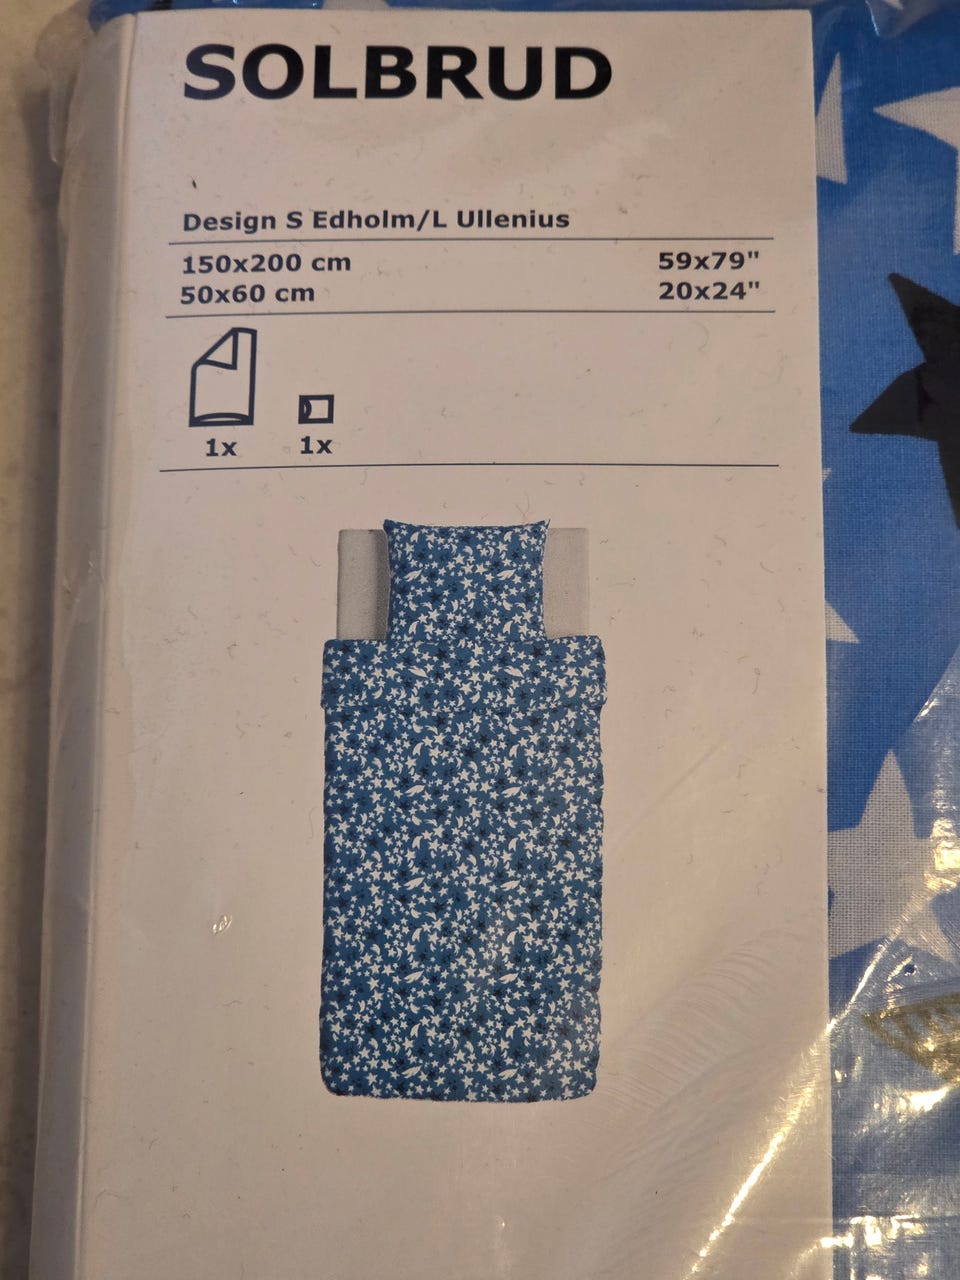 SOLBRUD
Design S Edholm/L Ullenius
150x200 cm 59x79"
50x60 cm 20x24"
1x 1x